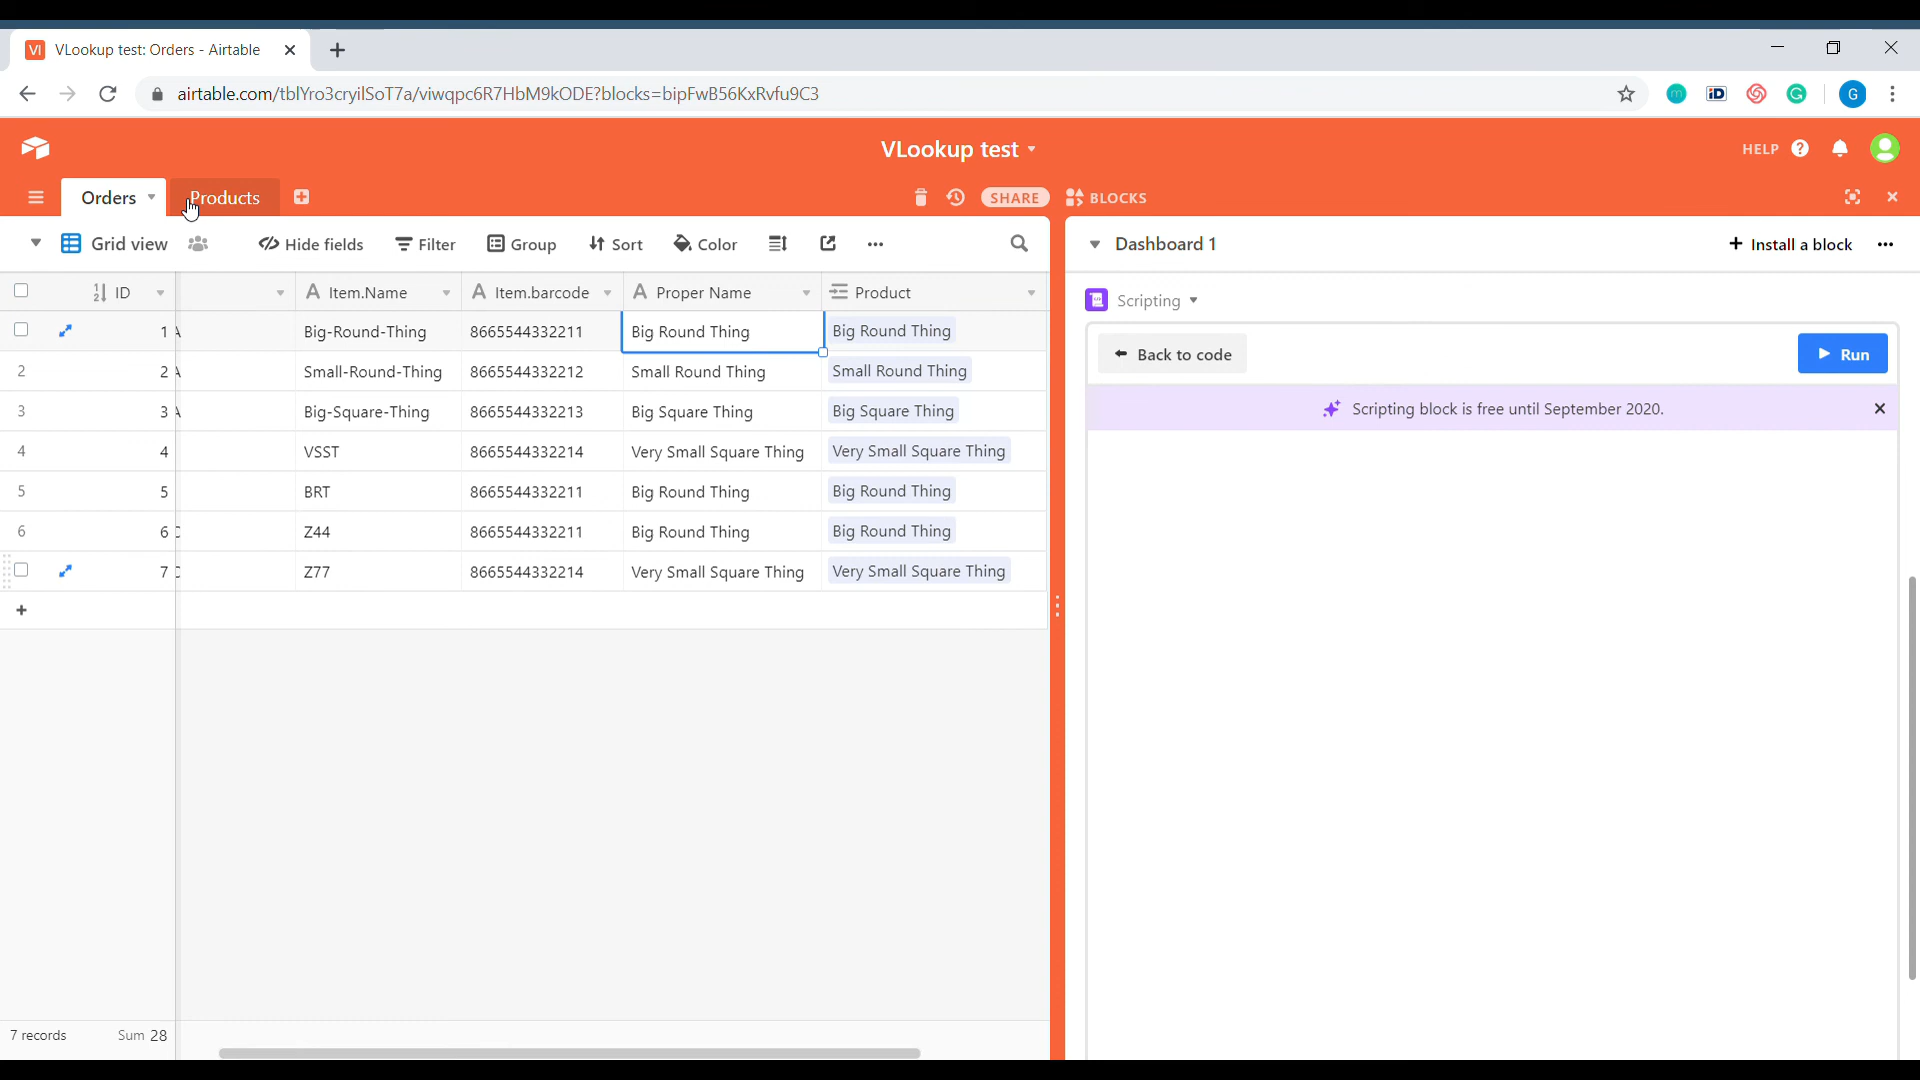 VI VLookup test: Orders - Airtable
airtable.com/tblYro3cryilSoT7a/viwqpc6R7HbM9kODE?blocks=bipFwB56KxRvfu9C3
m iD G G
VLookup test
HELP ?
Orders Products
SHARE BLOCKS
Grid view Hide fields Filter Group Sort Color
Dashboard 1 + Install a block
ID A Item.Name A Item.barcode A Proper Name Product
Scripting
1 A Big-Round-Thing 8665544332211 Big Round Thing Big Round Thing
Back to code Run
2 2 A Small-Round-Thing 8665544332212 Small Round Thing Small Round Thing
3 3 A Big-Square-Thing 8665544332213 Big Square Thing Big Square Thing
Scripting block is free until September 2020.
4 4 VSST 8665544332214 Very Small Square Thing Very Small Square Thing
5 5 BRT 8665544332211 Big Round Thing Big Round Thing
6 6 Z44 8665544332211 Big Round Thing Big Round Thing
7 Z77 8665544332214 Very Small Square Thing Very Small Square Thing
+
7 records Sum 28